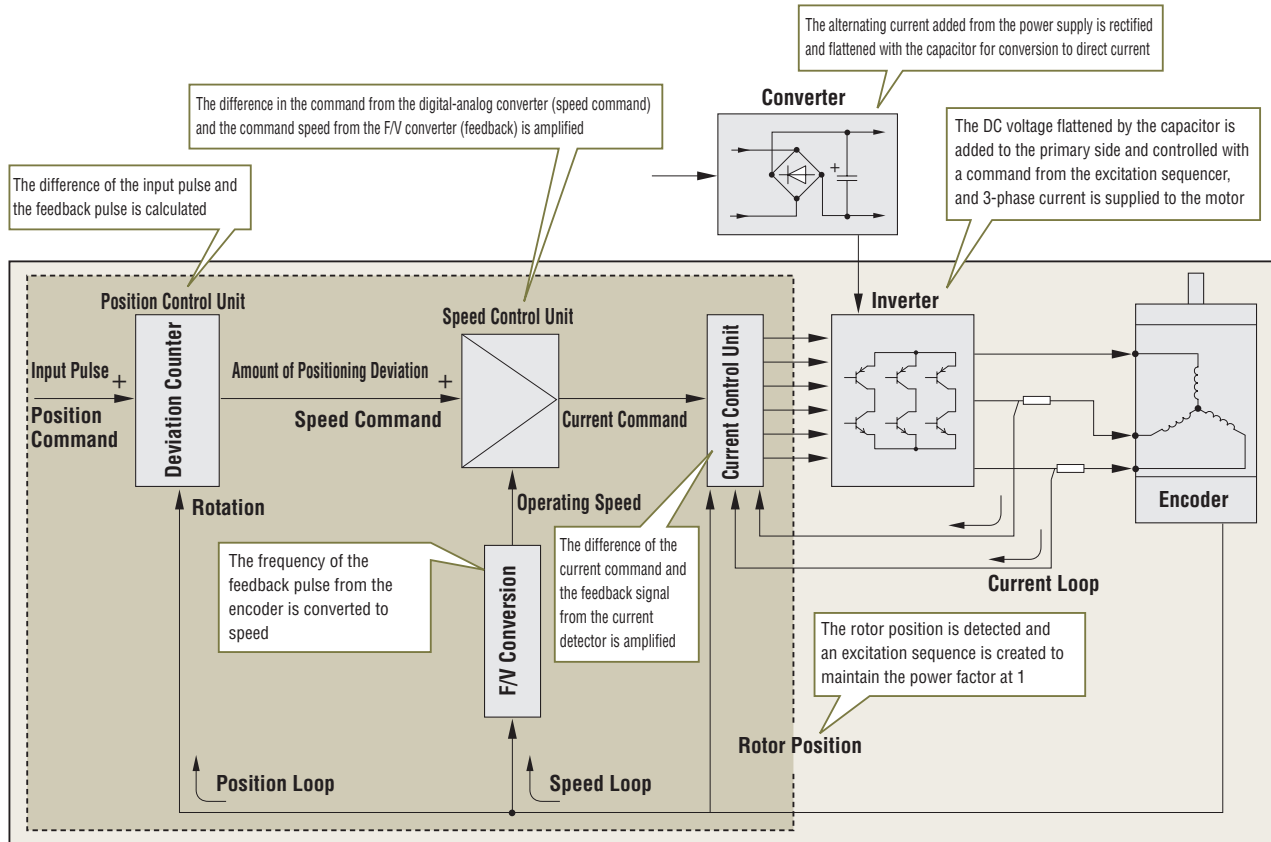 The alternating current added from the power supply is rectified
and flattened with the capacitor for conversion to direct current
Converter
+
The difference in the command from the digital-analog converter (speed command)
and the command speed from the F/V converter (feedback) is amplified
The DC voltage flattened by the capacitor is
added to the primary side and controlled with
a command from the excitation sequencer,
and 3-phase current is supplied to the motor
The difference of the input pulse and
the feedback pulse is calculated
Position Control Unit
Speed Control Unit
Inverter
Input Pulse
+
Position
Command
Deviation Counter
Amount of Positioning Deviation
+
Speed Command
Current Command
Current Control Unit
Encoder
Rotation
Operating Speed
The frequency of the
feedback pulse from the
encoder is converted to
speed
F/V Conversion
The difference of the
current command and
the feedback signal
from the current
detector is amplified
Current Loop
The rotor position is detected and
an excitation sequence is created to
maintain the power factor at 1
Rotor Position
Position Loop
Speed Loop